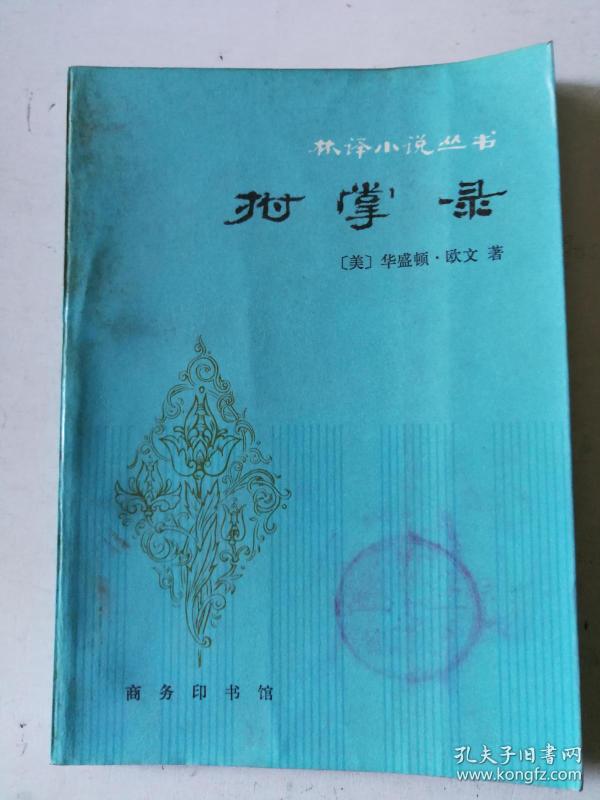 林译小说丛书
拊掌录
〔美〕华盛顿·欧文 著
商务印书馆
孔夫子旧书网
www.kongfz.com